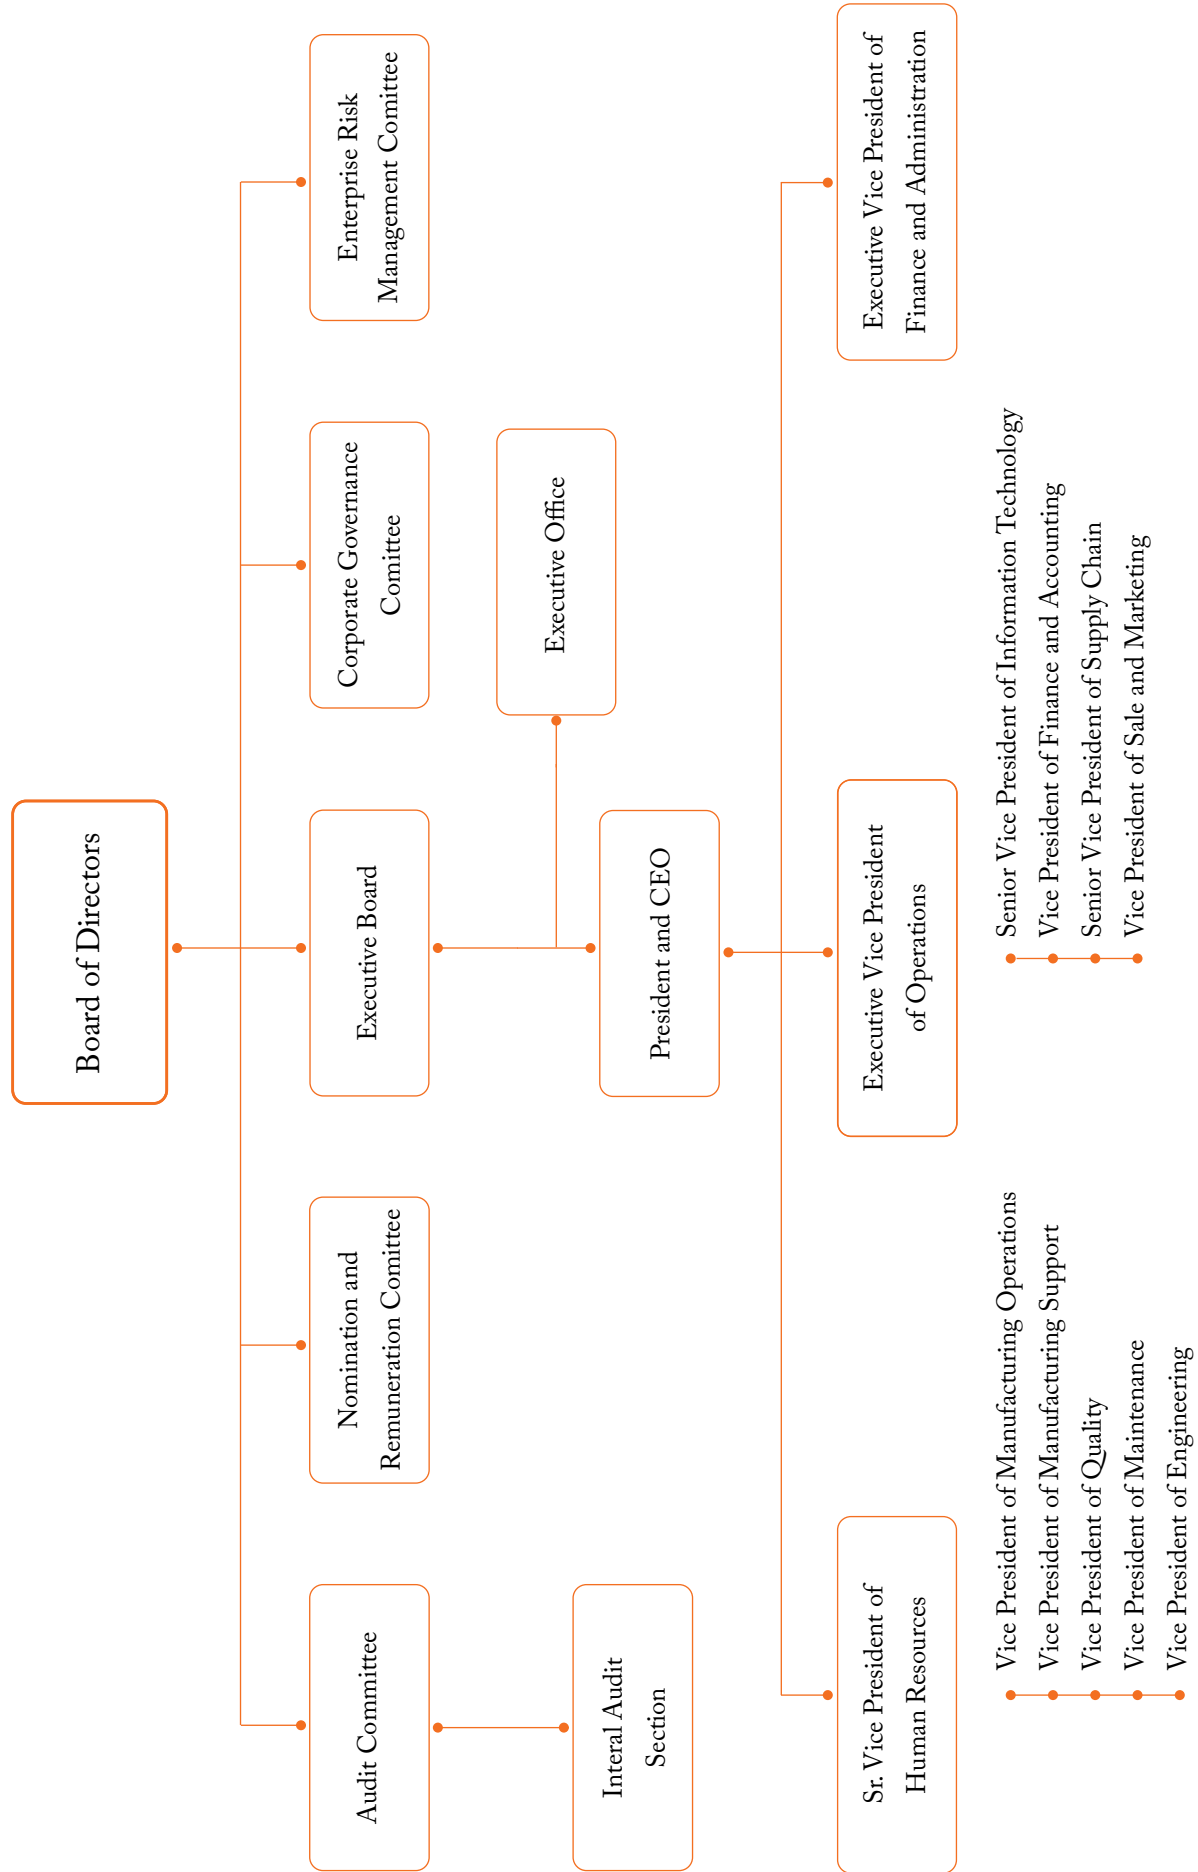 Board of Directors
Audit Committee
Nomination and
Remuneration Comittee
Executive Board
Corporate Governance
Comittee
Enterprise Risk
Management Comittee
Executive Office
Interal Audit
Section
President and CEO
Sr. Vice President of
Human Resources
Executive Vice President
of Operations
Executive Vice President of
Finance and Administration
Vice President of Manufacturing Operations
Vice President of Manufacturing Support
Vice President of Quality
Vice President of Maintenance
Vice President of Engineering
Senior Vice President of Information Technology
Vice President of Finance and Accounting
Senior Vice President of Supply Chain
Vice President of Sale and Marketing